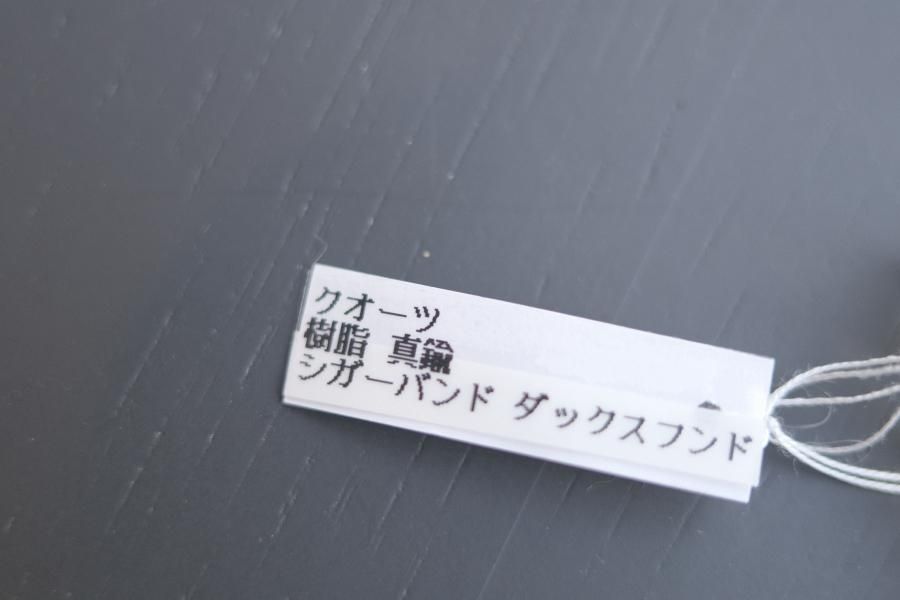 クオーツ
樹脂 真鍮
シガーバンド ダックスフンド